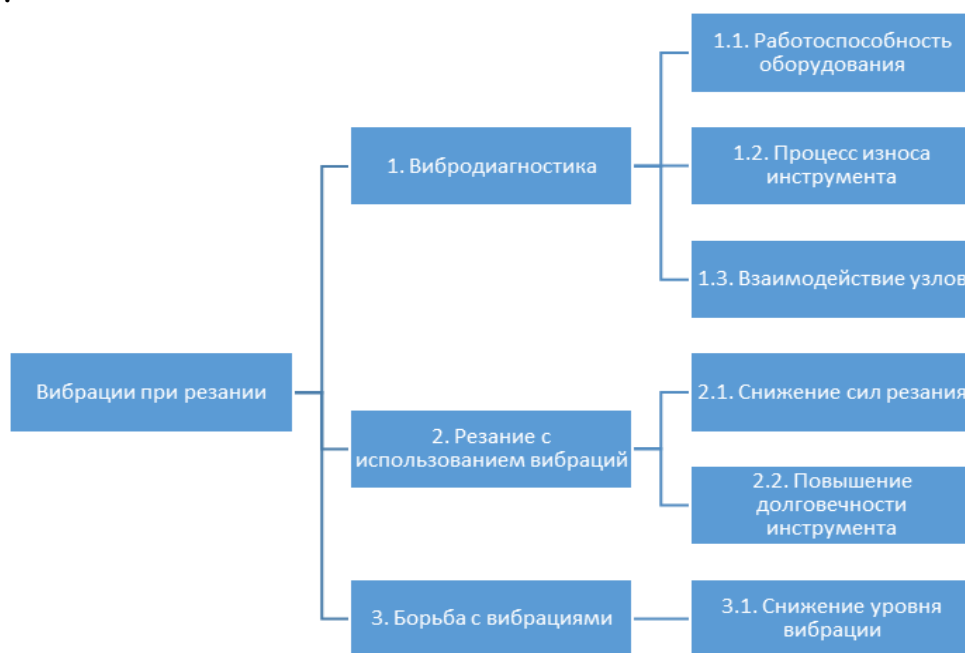 Вибрации при резании
1. Вибродиагностика
1.1. Работоспособность
оборудования
1.2. Процесс износа
инструмента
1.3. Взаимодействие узлов
2. Резание с
использованием вибраций
2.1. Снижение сил резания
2.2. Повышение
долговечности
инструмента
3. Борьба с вибрациями
3.1. Снижение уровня
вибрации